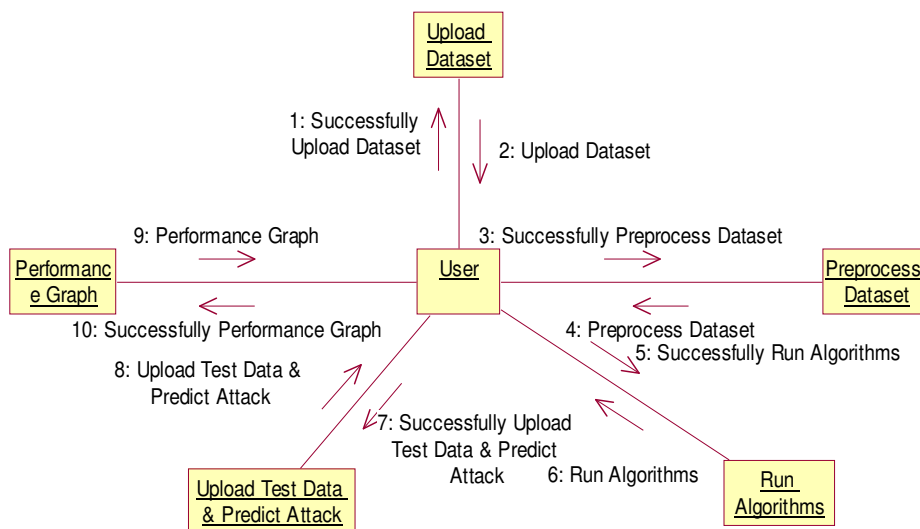 Upload
Dataset
1: Successfully
Upload Dataset
2: Upload Dataset
9: Performance Graph
3: Successfully Preprocess Dataset
Performanc
e Graph
User
Preprocess
Dataset
10: Successfully Performance Graph
4: Preprocess Dataset
5: Successfully Run Algorithms
8: Upload Test Data &
Predict Attack
7: Successfully Upload
Test Data & Predict
Attack
6: Run Algorithms
Upload Test Data
& Predict Attack
Run
Algorithms